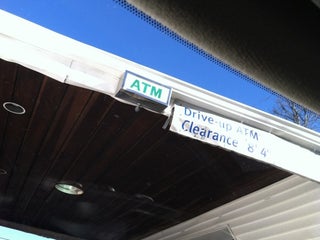 ATM
Drive-up ATM
Clearance 8' 4"